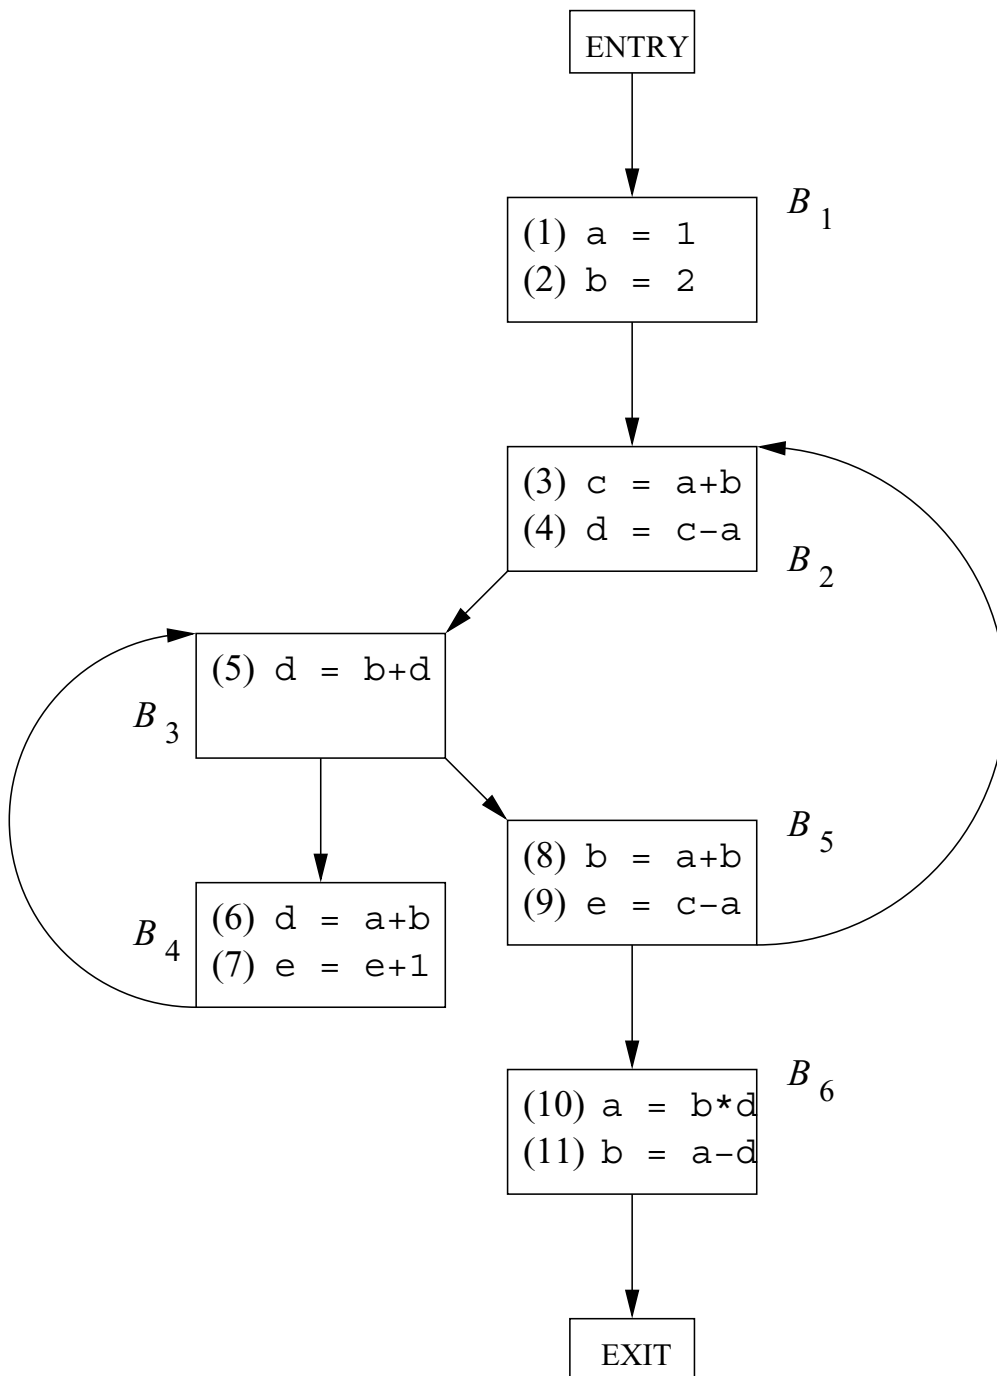 ENTRY
B 1
(1) a = 1
(2) b = 2
(3) c = a+b
(4) d = c-a
B 2
(5) d = b+d
B 3
B 5
(8) b = a+b
(9) e = c-a
(6) d = a+b
(7) e = e+1
B 4
B 6
(10) a = b*d
(11) b = a-d
EXIT